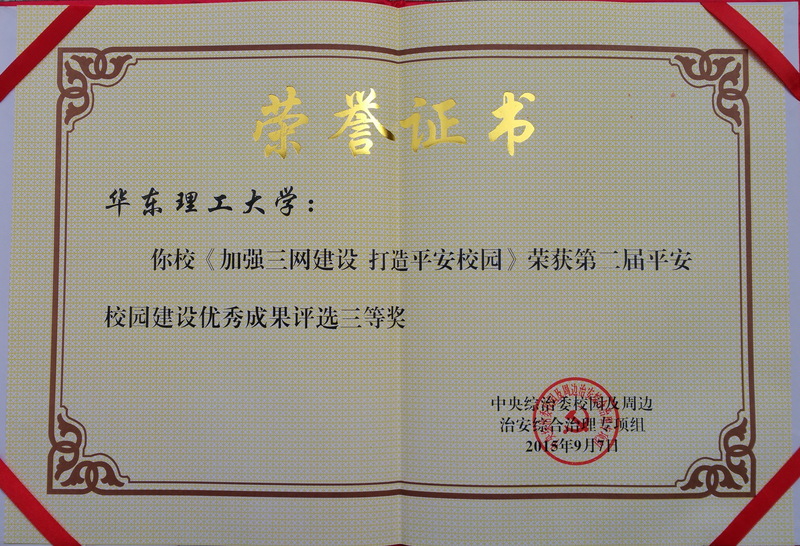 荣誉证书
华东理工大学：
你校《加强三网建设 打造平安校园》荣获第二届平安
校园建设优秀成果评选三等奖
中央综治委校园及周边
治安综合治理专项组
2015年9月7日